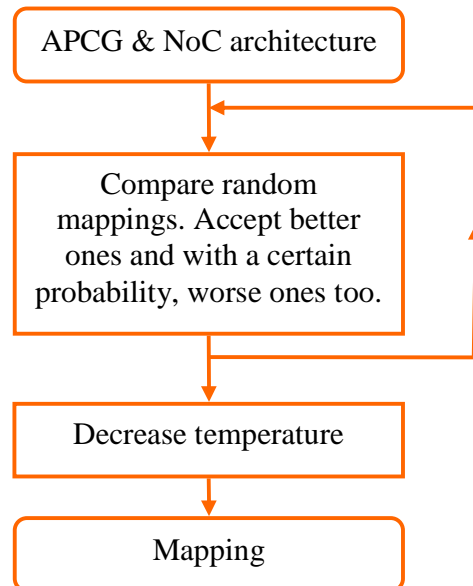 APCG & NoC architecture
Compare random
mappings. Accept better
ones and with a certain
probability, worse ones too.
Decrease temperature
Mapping